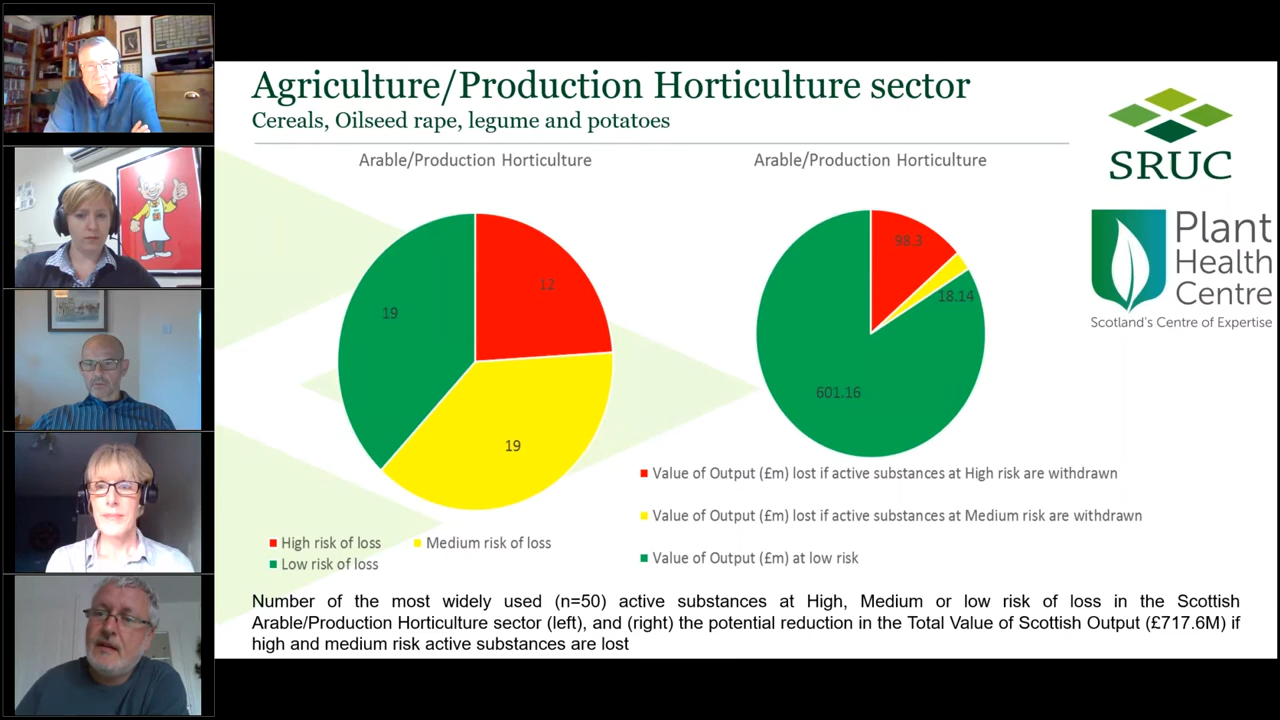 Agriculture/Production Horticulture sector
Cereals, Oilseed rape, legume and potatoes
SRUC
Plant
Health
Centre
Scotland's Centre of Expertise
Arable/Production Horticulture
12
19
19
High risk of loss
Medium risk of loss
Low risk of loss
Arable/Production Horticulture
98.3
18.14
601.16
Value of Output (£m) lost if active substances at High risk are withdrawn
Value of Output (£m) lost if active substances at Medium risk are withdrawn
Value of Output (£m) at low risk
Number of the most widely used (n=50) active substances at High, Medium or low risk of loss in the Scottish
Arable/Production Horticulture sector (left), and (right) the potential reduction in the Total Value of Scottish Output (£717.6M) if
high and medium risk active substances are lost